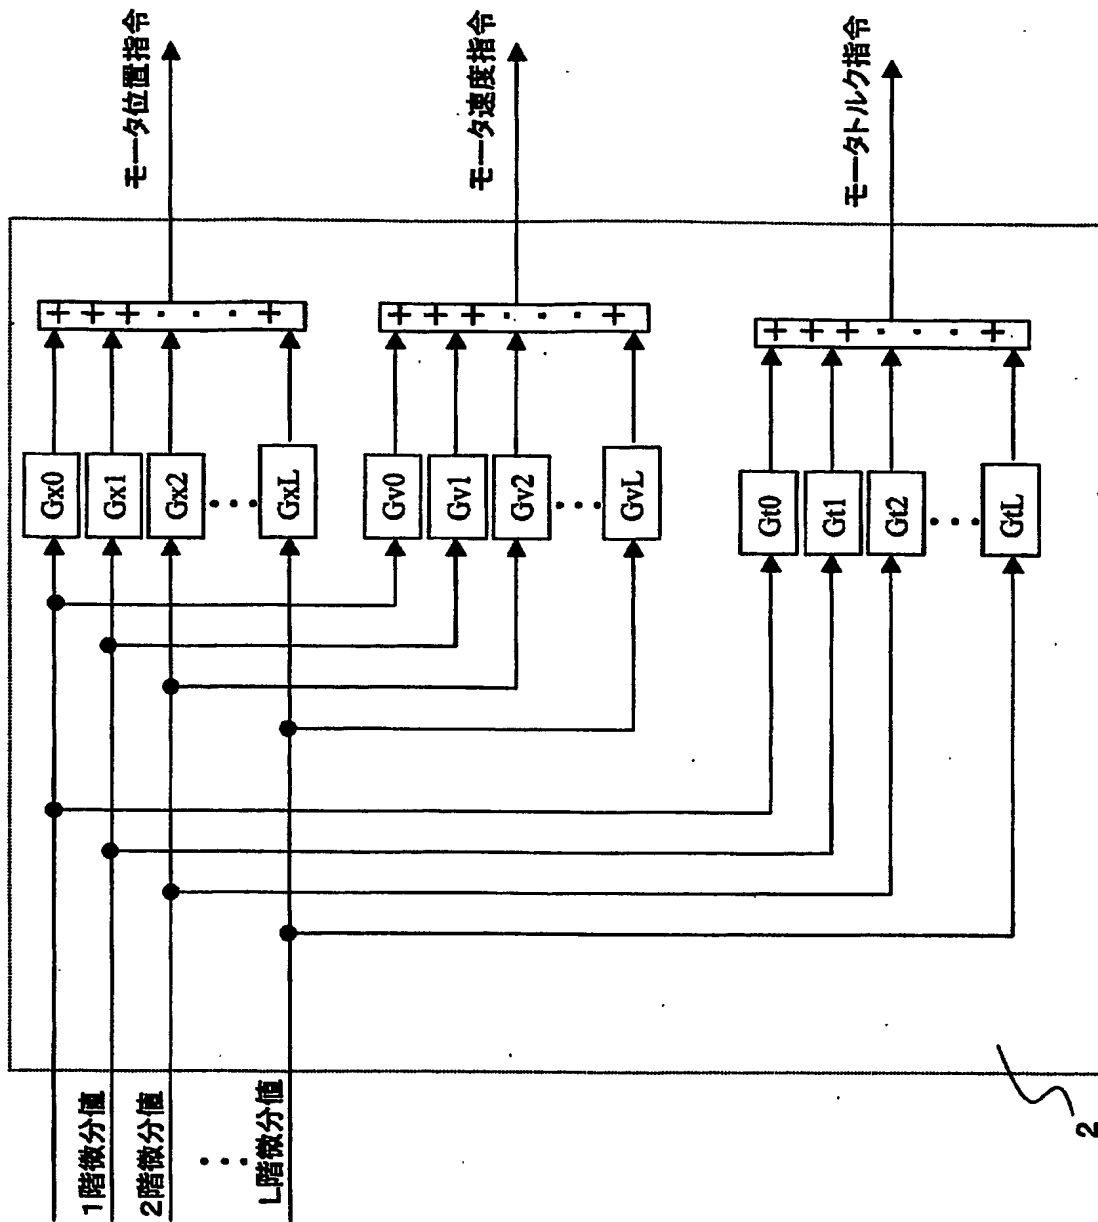 1階微分値
2階微分値
・・・
L階微分値
Gx0
Gx1
Gx2
・・・
GxL
+ + + ・ ・ ・ +
モータ位置指令
Gv0
Gv1
Gv2
・・・
GvL
+ + + ・ ・ ・ +
モータ速度指令
Gt0
Gt1
Gt2
・・・
GtL
+ + + ・ ・ ・ +
モータトルク指令
2